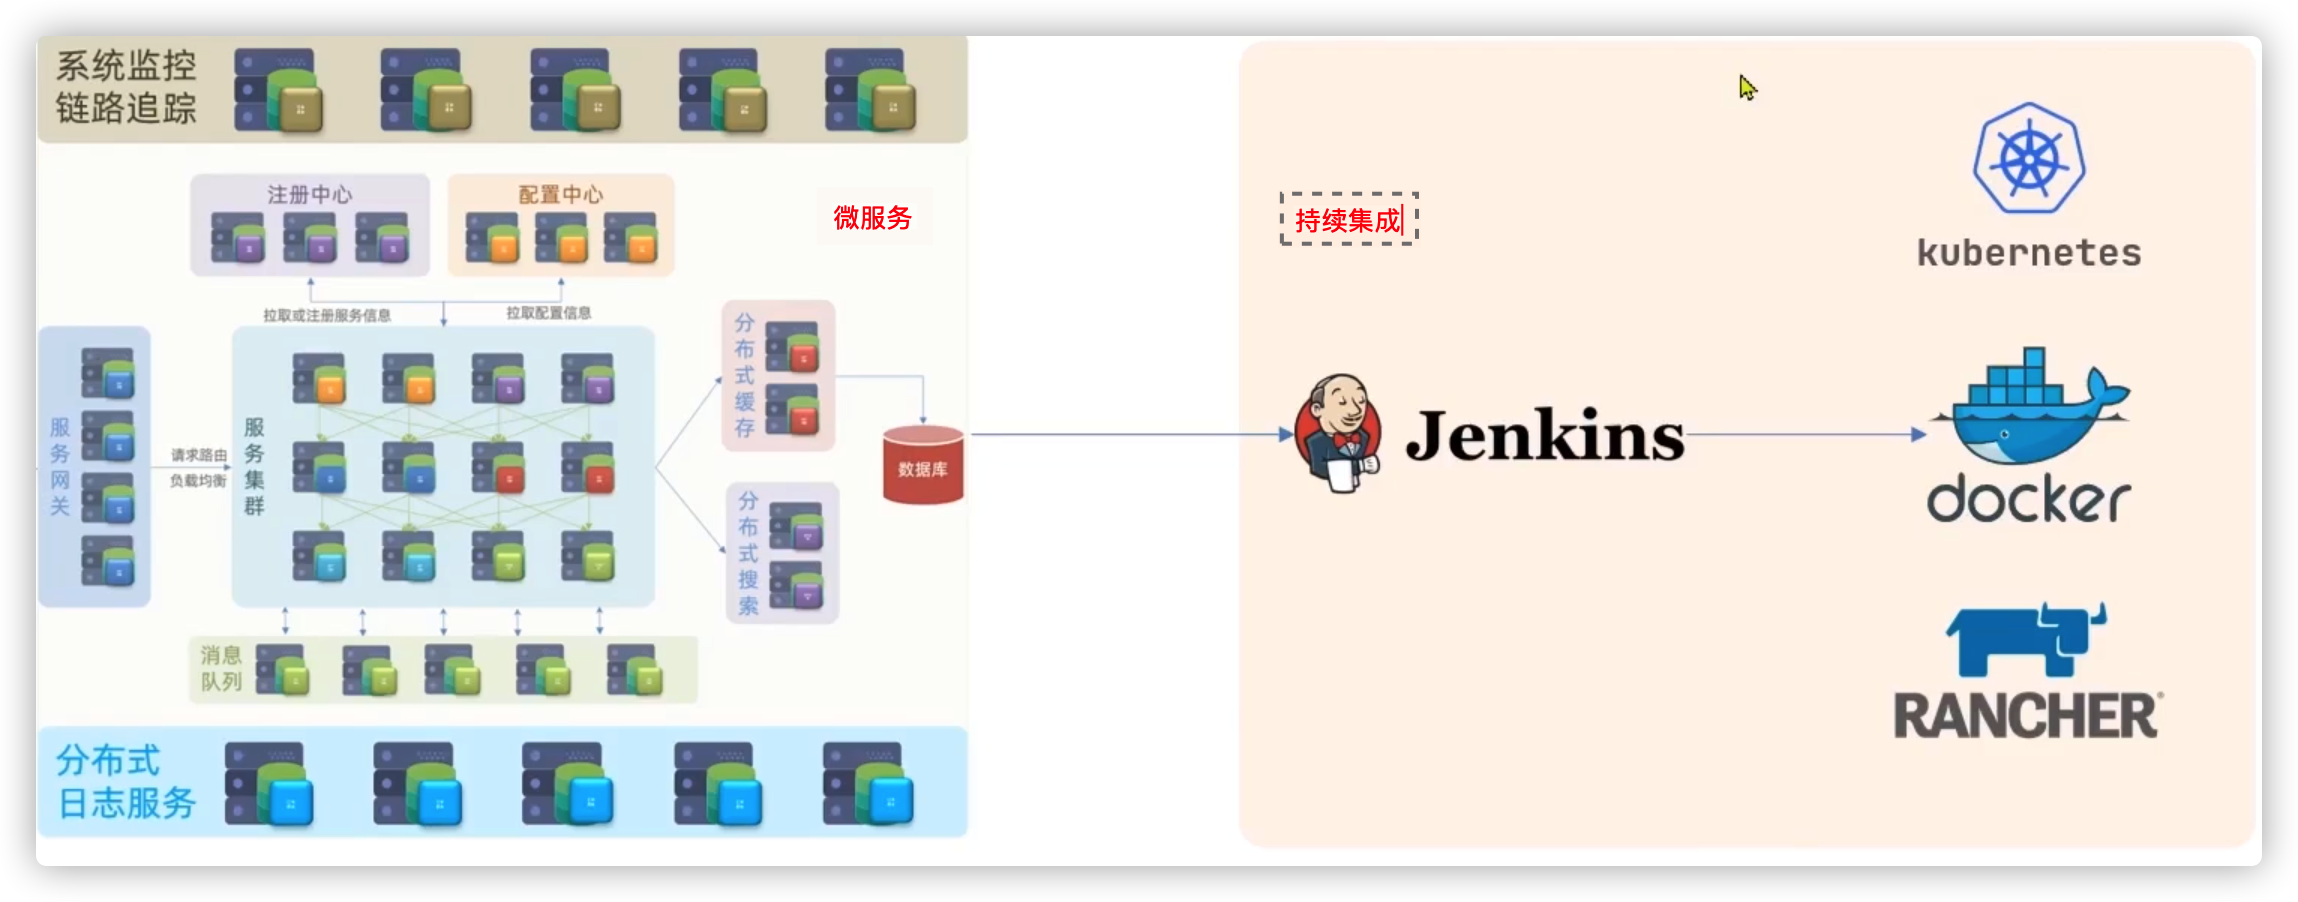 系统监控
链路追踪
注册中心
配置中心
微服务
拉取或注册服务信息
拉取配置信息
服务网关
请求路由
负载均衡
服务集群
分布式缓存
分布式搜索
数据库
消息
队列
分布式
日志服务
持续集成
kubernetes
Jenkins
docker
RANCHER®